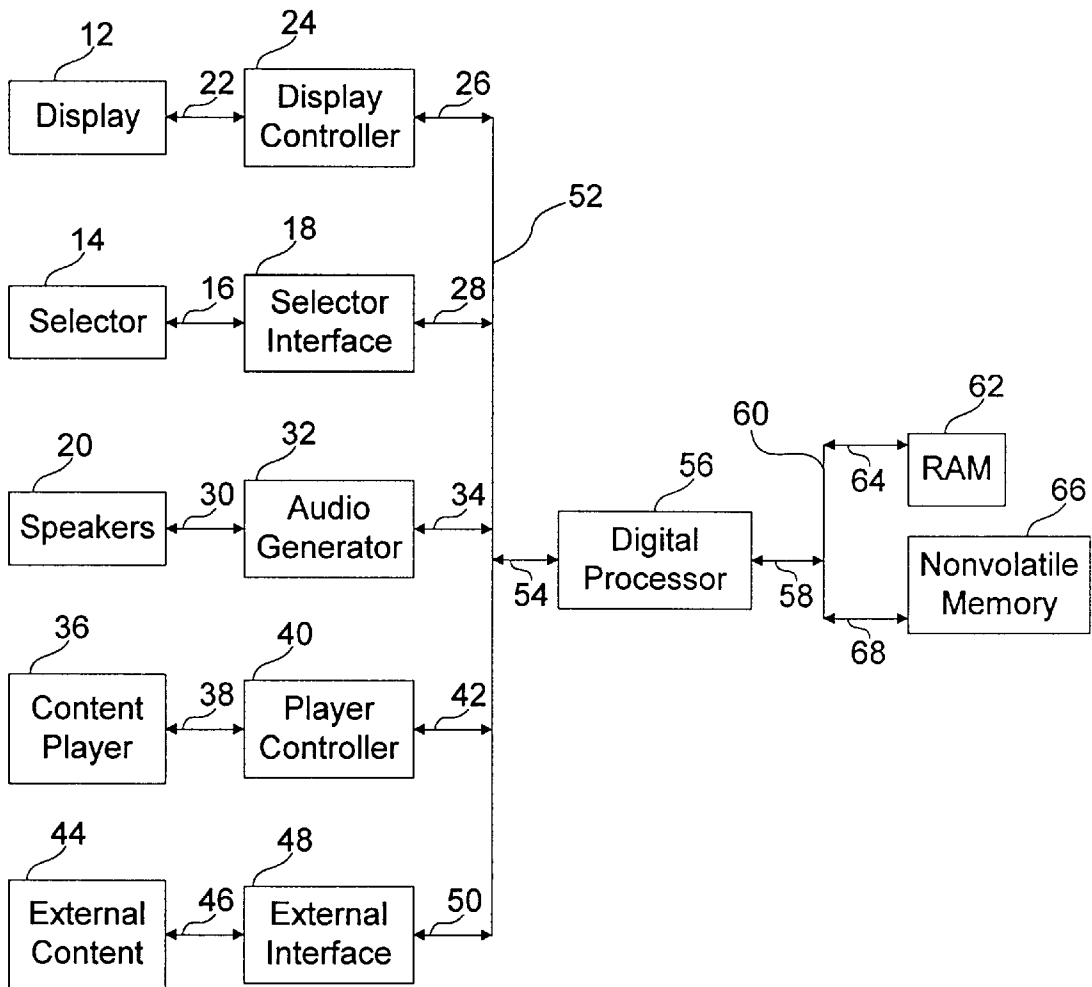 12
24
Display
22
Display
Controller
26
52
14
18
Selector
16
Selector
Interface
28
20
32
Speakers
30
Audio
Generator
34
54
56
Digital
Processor
58
60
62
RAM
64
66
Nonvolatile
Memory
68
36
40
Content
Player
38
Player
Controller
42
44
48
External
Content
46
External
Interface
50